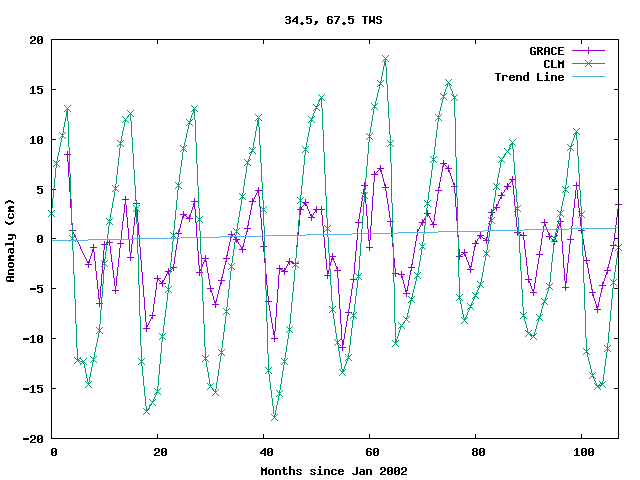 34.5, 67.5 TWS
GRACE
CLM
Trend Line
20
15
10
5
0
-5
-10
-15
-20
Anomaly (cm)
0 20 40 60 80 100
Months since Jan 2002